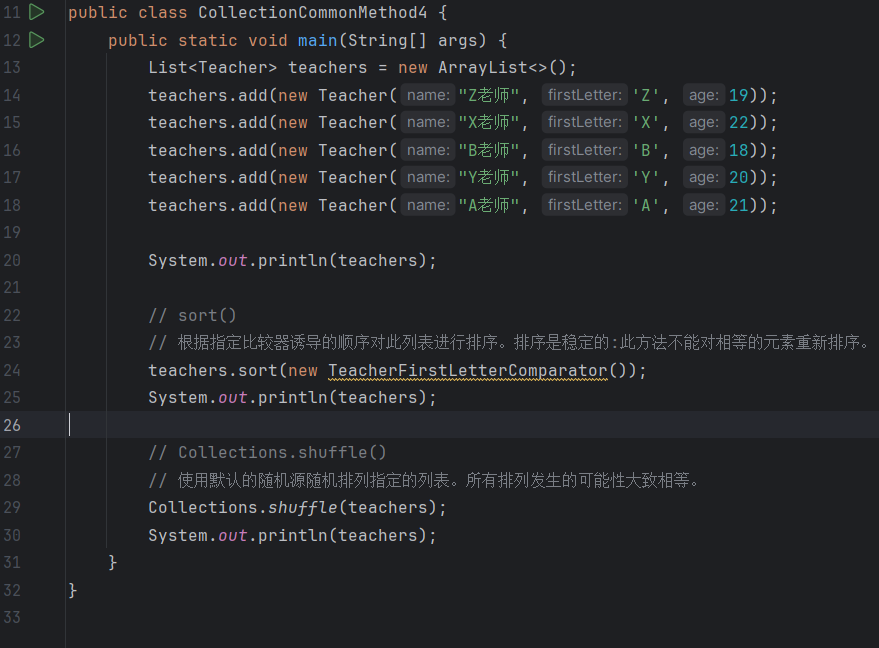 11 public class CollectionCommonMethod4 {
12 public static void main(String[] args) {
13 List<Teacher> teachers = new ArrayList<>();
14 teachers.add(new Teacher( name: "Z老师", firstLetter: 'Z', age: 19));
15 teachers.add(new Teacher( name: "X老师", firstLetter: 'X', age: 22));
16 teachers.add(new Teacher( name: "B老师", firstLetter: 'B', age: 18));
17 teachers.add(new Teacher( name: "Y老师", firstLetter: 'Y', age: 20));
18 teachers.add(new Teacher( name: "A老师", firstLetter: 'A', age: 21));
19
20 System.out.println(teachers);
21
22 // sort()
23 // 根据指定比较器诱导的顺序对此列表进行排序。排序是稳定的:此方法不能对相等的元素重新排序。
24 teachers.sort(new TeacherFirstLetterComparator());
25 System.out.println(teachers);
26
27 // Collections.shuffle()
28 // 使用默认的随机源随机排列指定的列表。所有排列发生的可能性大致相等。
29 Collections.shuffle(teachers);
30 System.out.println(teachers);
31 }
32 }
33